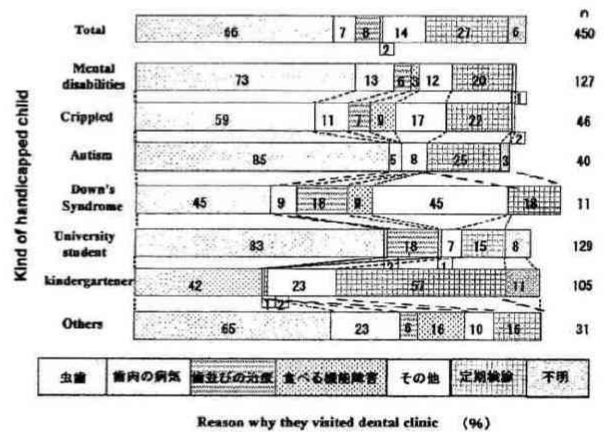 n
Total 66 7 8 14 27 6 450
2
Mental disabilities 73 13 6 3 12 20 127
1
Crippled 59 11 7 9 17 22 46
2
Autism 85 5 8 25 3 40
Down's Syndrome 45 9 18 9 45 18 11
University student 83 18 7 15 8 129
2 1
kindergartener 42 23 57 11 105
1 2
Others 65 23 6 16 10 16 31
Kind of handicapped child
虫歯 歯肉の病気 歯並びの治療 食べる機能障害 その他 定期検診 不明
Reason why they visited dental clinic (%)